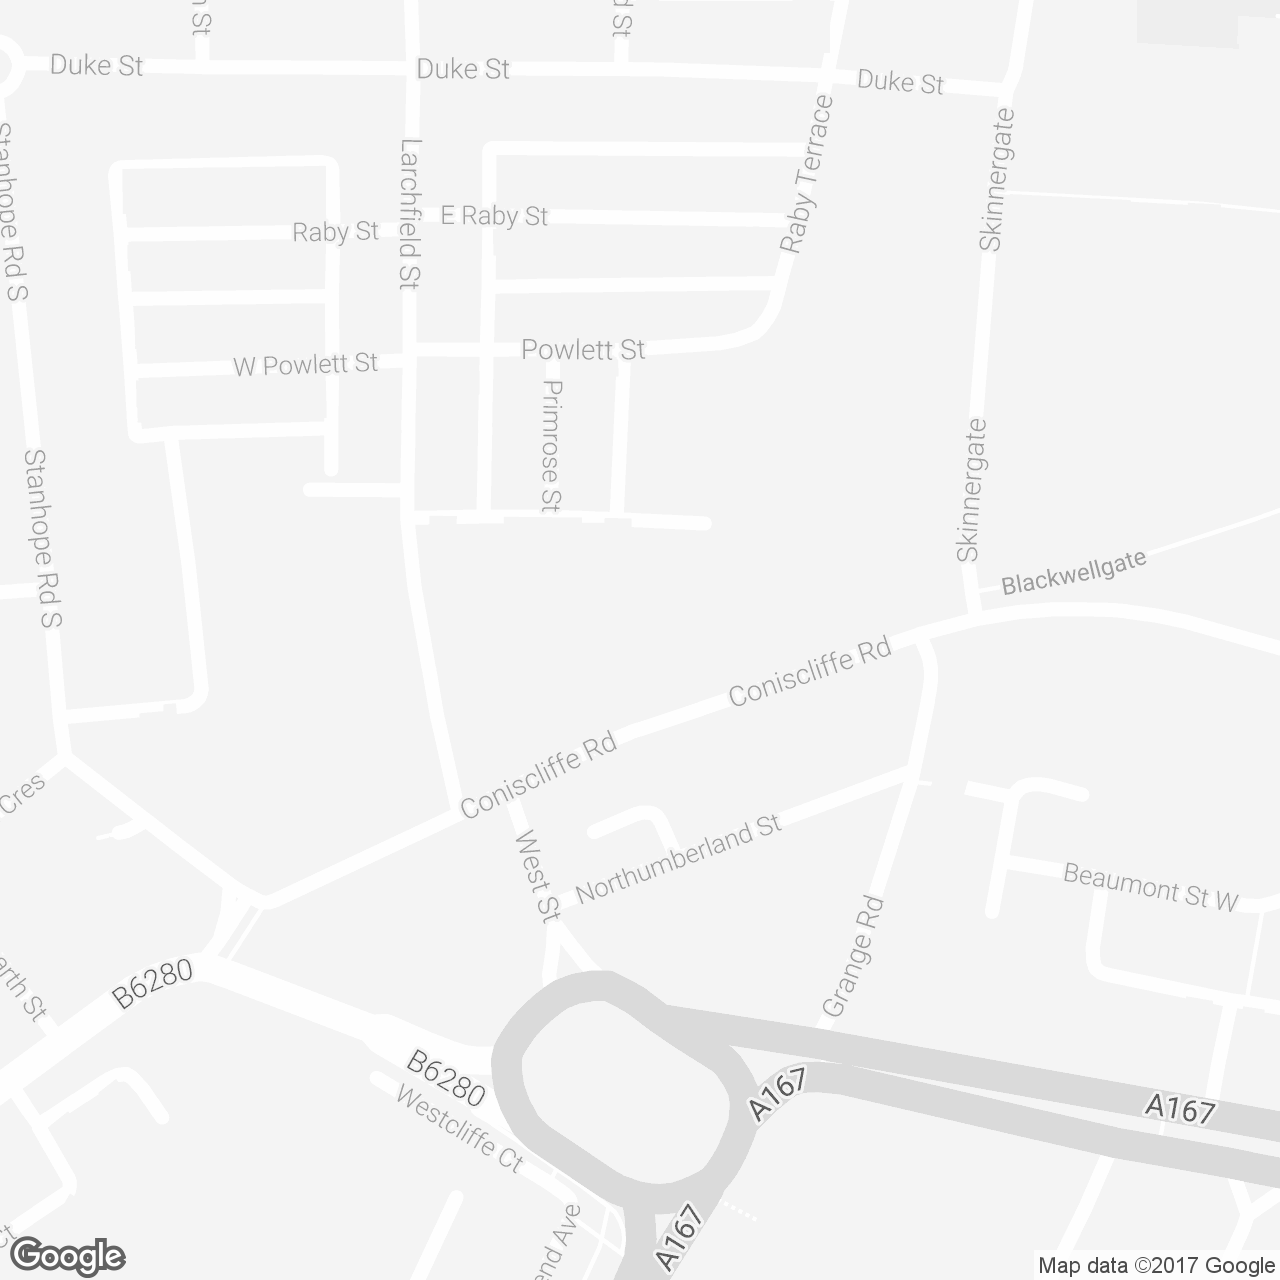 Duke St
Duke St
Duke St
Stanhope Rd S
Larchfield St
Raby Terrace
Skinnergate
Raby St
E Raby St
W Powlett St
Powlett St
Primrose St
Stanhope Rd S
Skinnergate
Blackwellgate
Coniscliffe Rd
Coniscliffe Rd
Cres
West St
Northumberland St
Beaumont St W
Grange Rd
B6280
B6280
Westcliffe Ct
A167
A167
A167
Google
Map data ©2017 Google